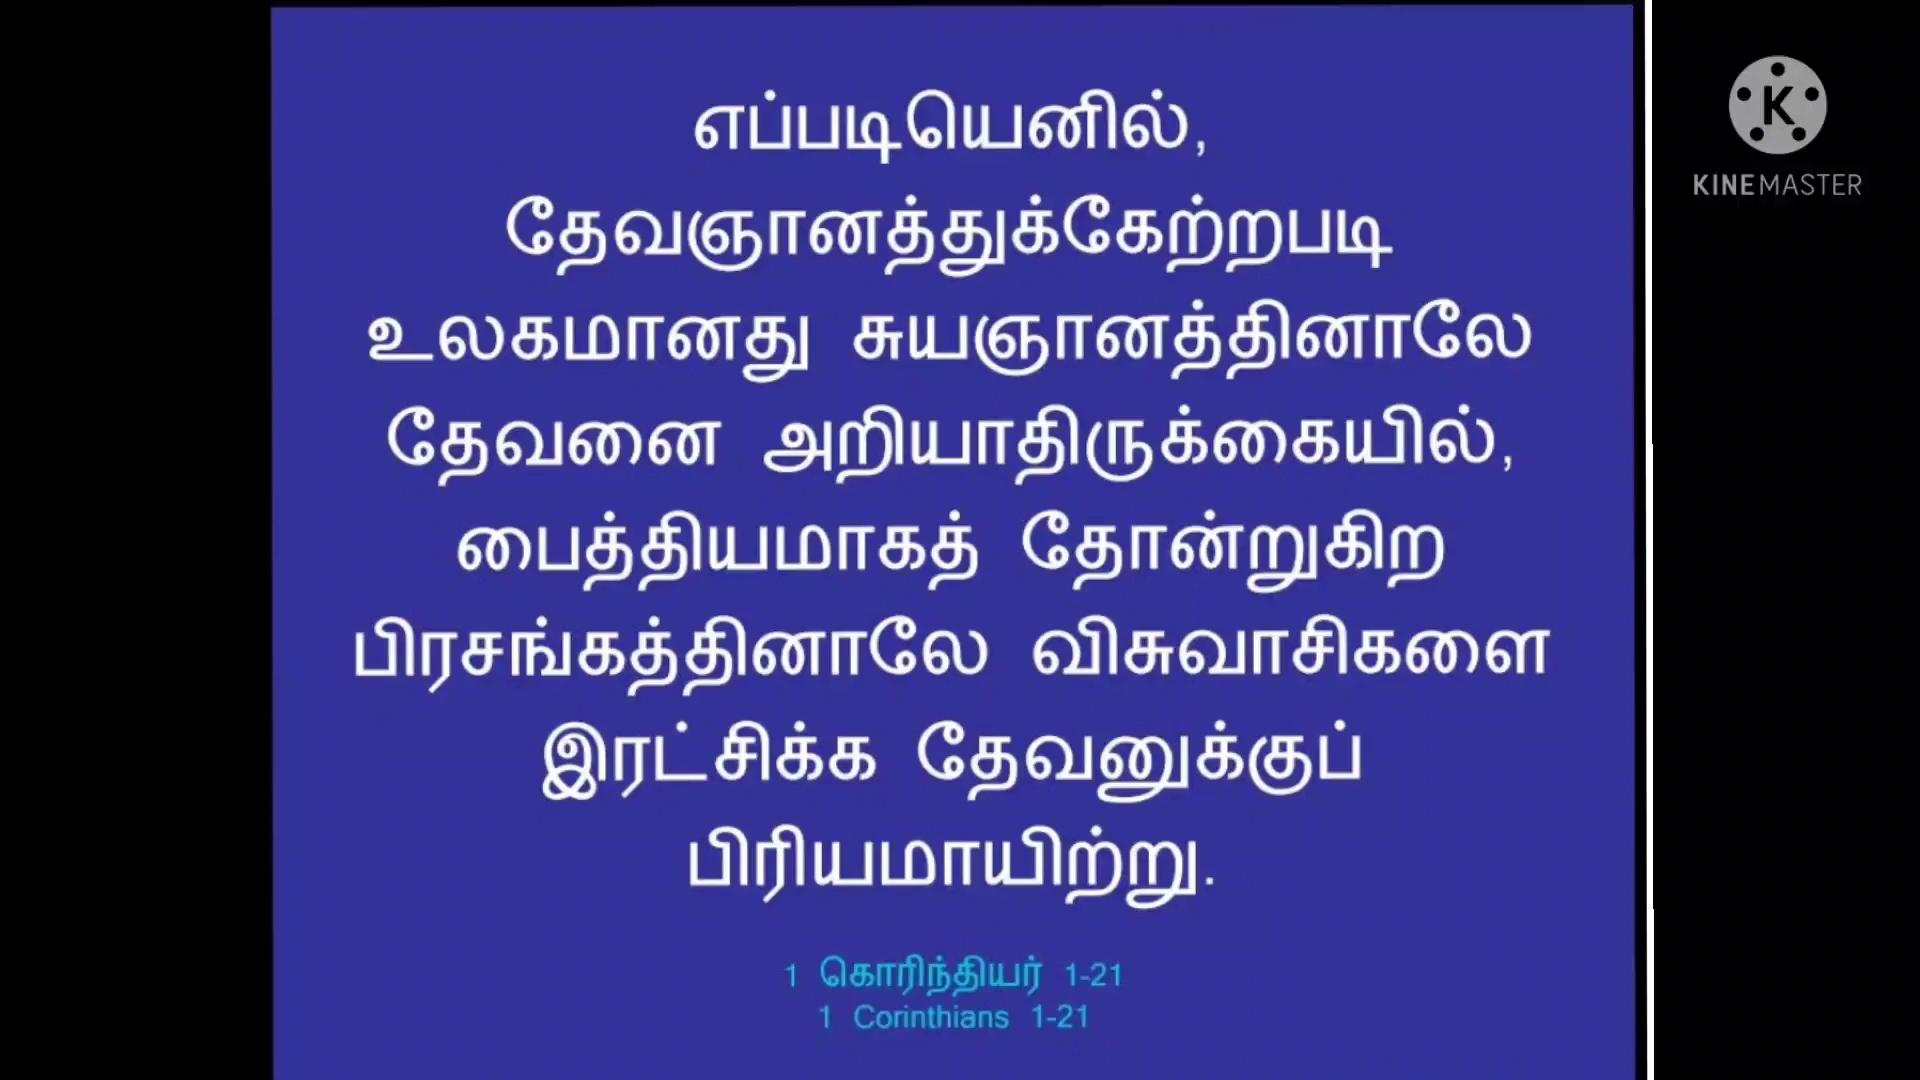 எப்படியெனில்,
தேவஞானத்துக்கேற்றபடி
உலகமானது சுயஞானத்தினாலே
தேவனை அறியாதிருக்கையில்,
பைத்தியமாகத் தோன்றுகிற
பிரசங்கத்தினாலே விசுவாசிகளை
இரட்சிக்க தேவனுக்குப்
பிரியமாயிற்று.
1 கொரிந்தியர் 1-21
1 Corinthians 1-21
K
KINEMASTER